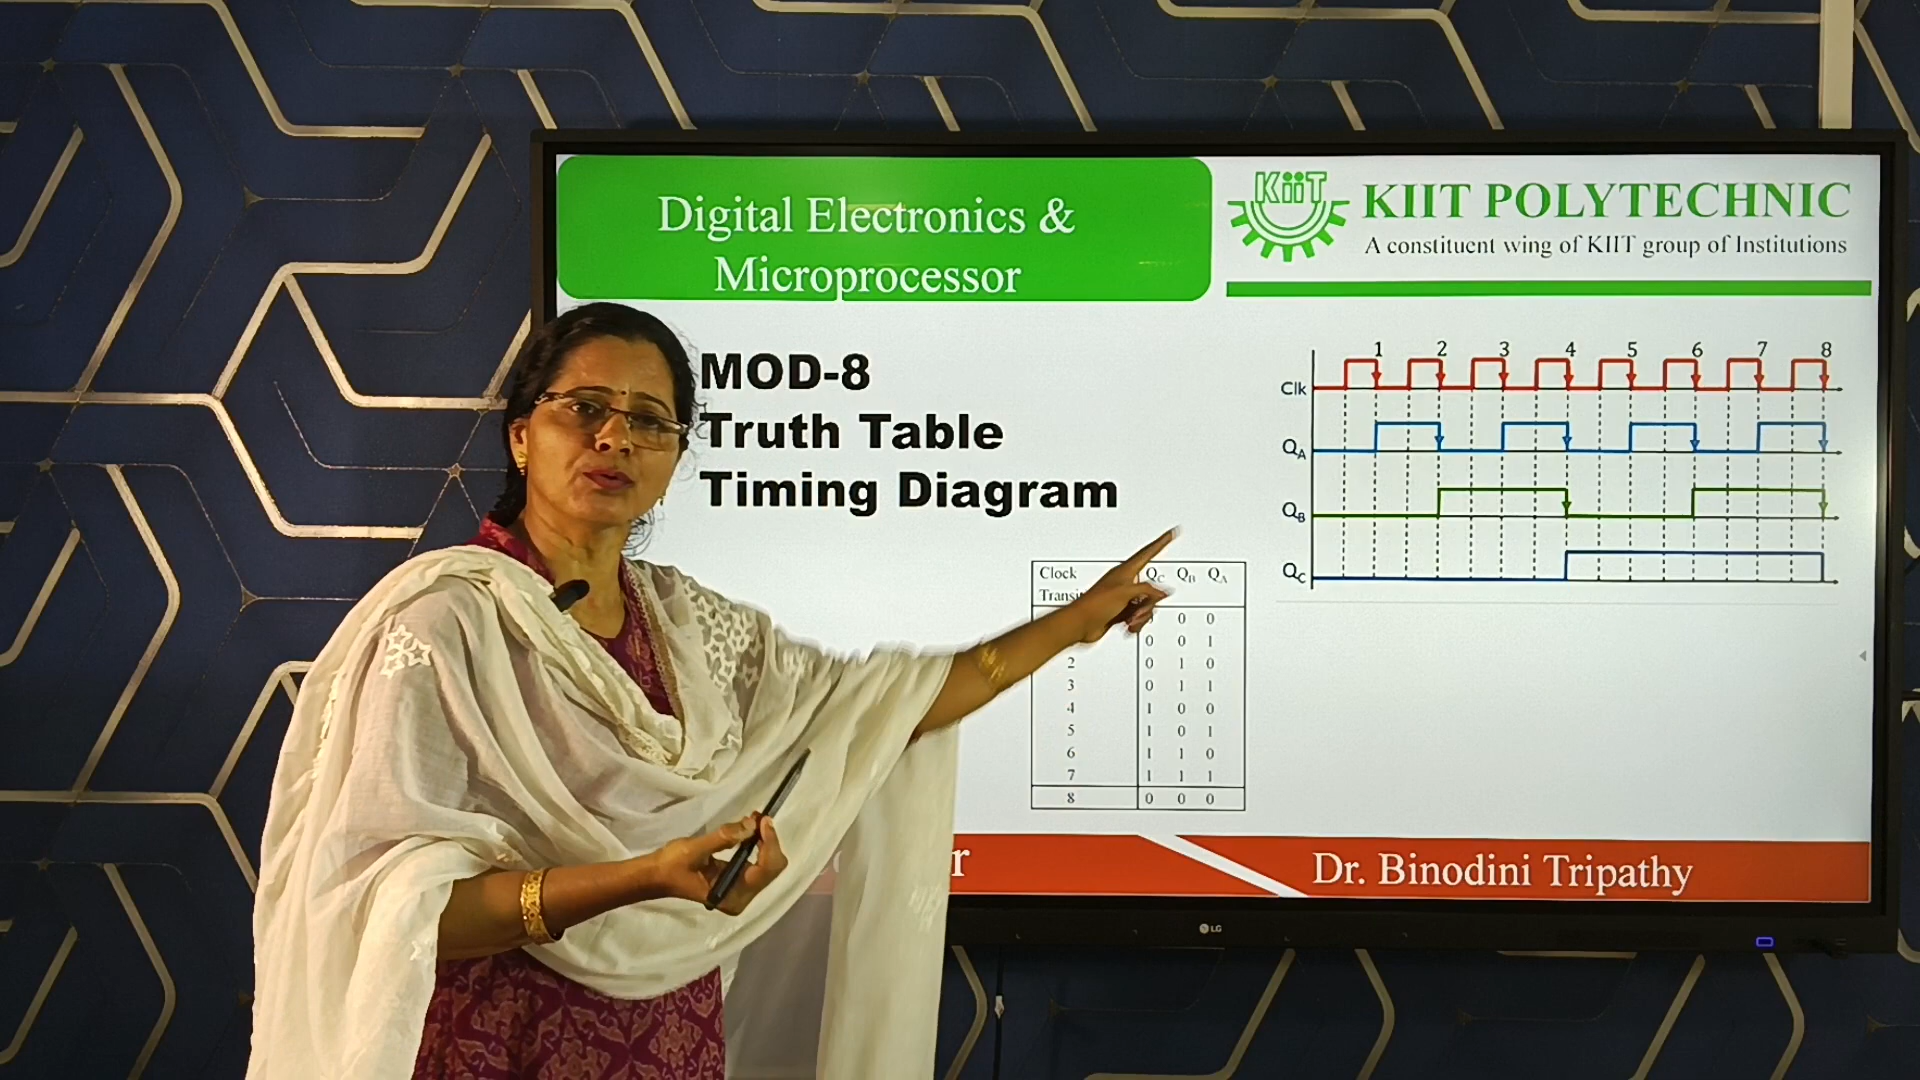 Digital Electronics &
Microprocessor
KiiT
KIIT POLYTECHNIC
A constituent wing of KIIT group of Institutions
MOD-8
Truth Table
Timing Diagram
1 2 3 4 5 6 7 8
Clk
QA
QB
QC
Clock QC QB QA
0 0
0 0 1
2 0 1 0
3 0 1 1
4 1 0 0
5 1 0 1
6 1 1 0
7 1 1 1
8 0 0 0
Dr. Binodini Tripathy
LG